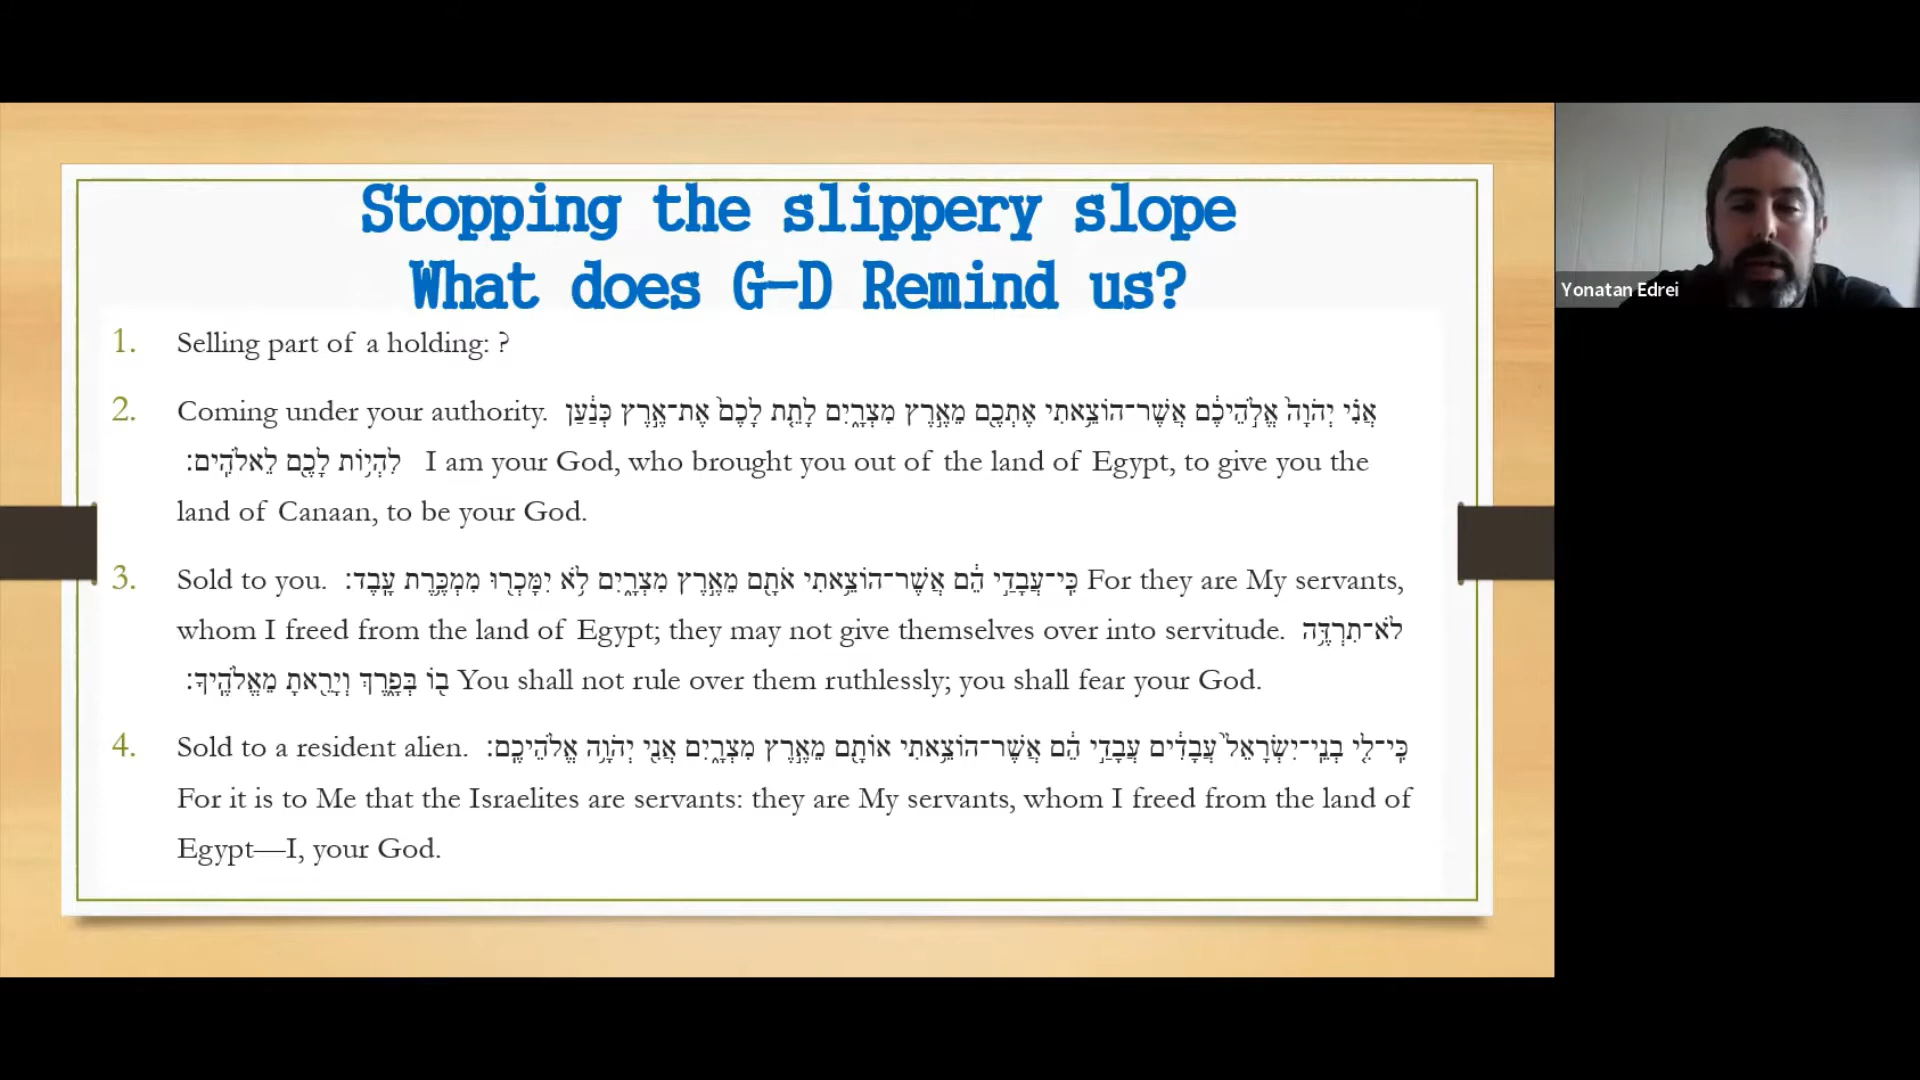 Stopping the slippery slope
What does G-D Remind us?
1. Selling part of a holding: ?
2. Coming under your authority. אֲנִ֗י יְהֹוָה֙ אֱלֹ֣הֵיכֶ֔ם אֲשֶׁר־הוֹצֵ֥אתִי אֶתְכֶ֖ם מֵאֶ֣רֶץ מִצְרָ֑יִם לָתֵ֤ת לָכֶם֙ אֶת־אֶ֣רֶץ כְּנַ֔עַן
לִהְי֥וֹת לָכֶ֖ם לֵאלֹהִֽים׃ I am your God, who brought you out of the land of Egypt, to give you the
land of Canaan, to be your God.
3. Sold to you. כִּֽי־עֲבָדַ֣י הֵ֔ם אֲשֶׁר־הוֹצֵ֥אתִי אֹתָ֖ם מֵאֶ֣רֶץ מִצְרָ֑יִם לֹ֥א יִמָּכְר֖וּ מִמְכֶּ֥רֶת עָֽבֶד׃ For they are My servants,
whom I freed from the land of Egypt; they may not give themselves over into servitude. לֹא־תִרְדֶּ֥ה
ב֖וֹ בְּפָ֑רֶךְ וְיָרֵ֖אתָ מֵאֱלֹהֶֽיךָ׃ You shall not rule over them ruthlessly; you shall fear your God.
4. Sold to a resident alien. כִּֽי־לִ֤י בְנֵֽי־יִשְׂרָאֵל֙ עֲבָדִ֔ים עֲבָדַ֣י הֵ֔ם אֲשֶׁר־הוֹצֵ֥אתִי אוֹתָ֖ם מֵאֶ֣רֶץ מִצְרָ֑יִם אֲנִ֖י יְהֹוָ֥ה אֱלֹהֵיכֶֽם׃
For it is to Me that the Israelites are servants: they are My servants, whom I freed from the land of
Egypt—I, your God.
Yonatan Edrei